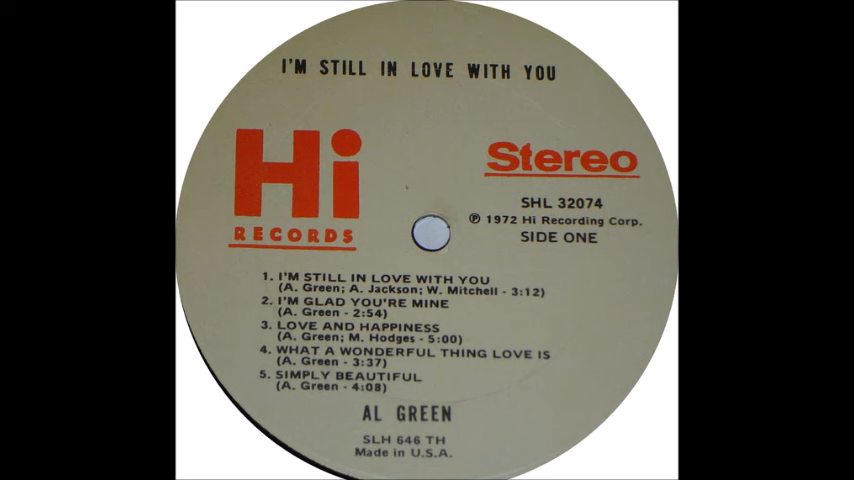 I'M STILL IN LOVE WITH YOU
Hi
RECORDS
Stereo
SHL 32074
℗ 1972 Hi Recording Corp.
SIDE ONE
1. I'M STILL IN LOVE WITH YOU
(A. Green; A. Jackson; W. Mitchell - 3:12)
2. I'M GLAD YOU'RE MINE
(A. Green - 2:54)
3. LOVE AND HAPPINESS
(A. Green; M. Hodges - 5:00)
4. WHAT A WONDERFUL THING LOVE IS
(A. Green - 3:37)
5. SIMPLY BEAUTIFUL
(A. Green - 4:08)
AL GREEN
SLH 646 TH
Made in U.S.A.